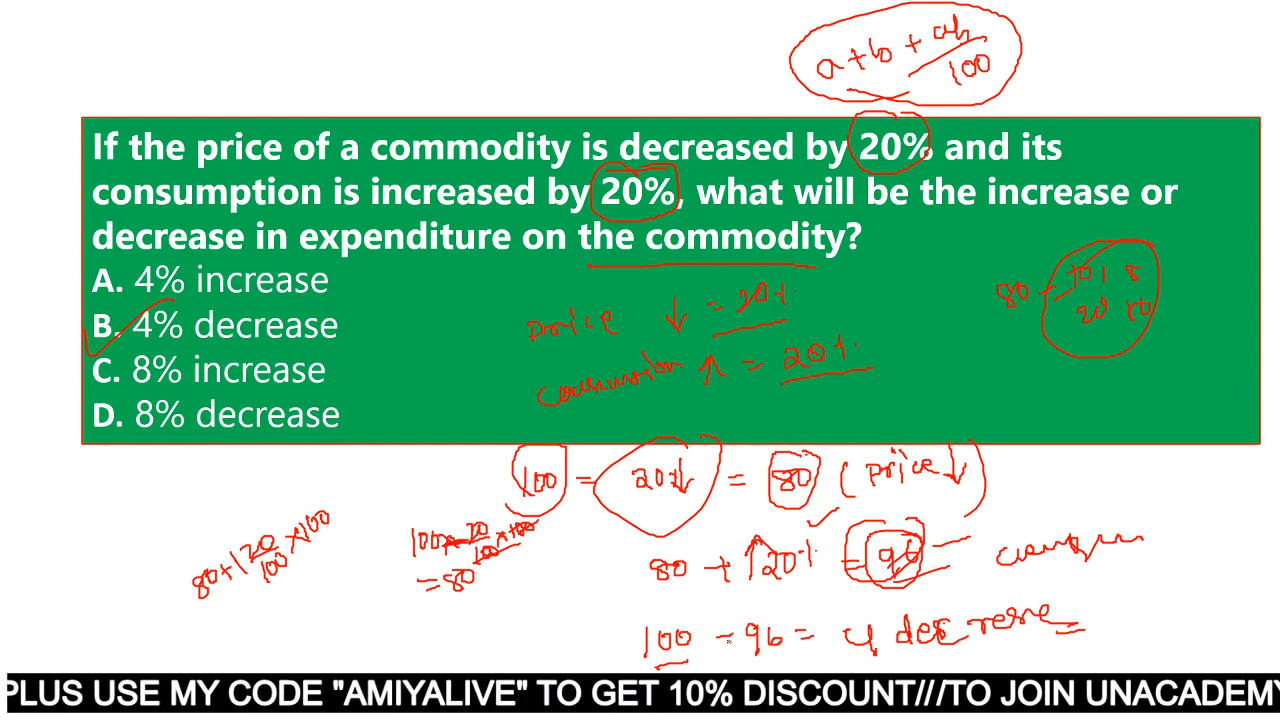 a+b + ab/100
If the price of a commodity is decreased by 20% and its
consumption is increased by 20%, what will be the increase or
decrease in expenditure on the commodity?
A. 4% increase
B. 4% decrease
C. 8% increase
D. 8% decrease
price ↓ = 20%
↑ = 20%
100 = 20%↓ = 80 (price↓)
80 + ↑20% = 96
= 80
100 - 96 = 4 decrese
PLUS USE MY CODE "AMIYALIVE" TO GET 10% DISCOUNT///TO JOIN UNACADEMY